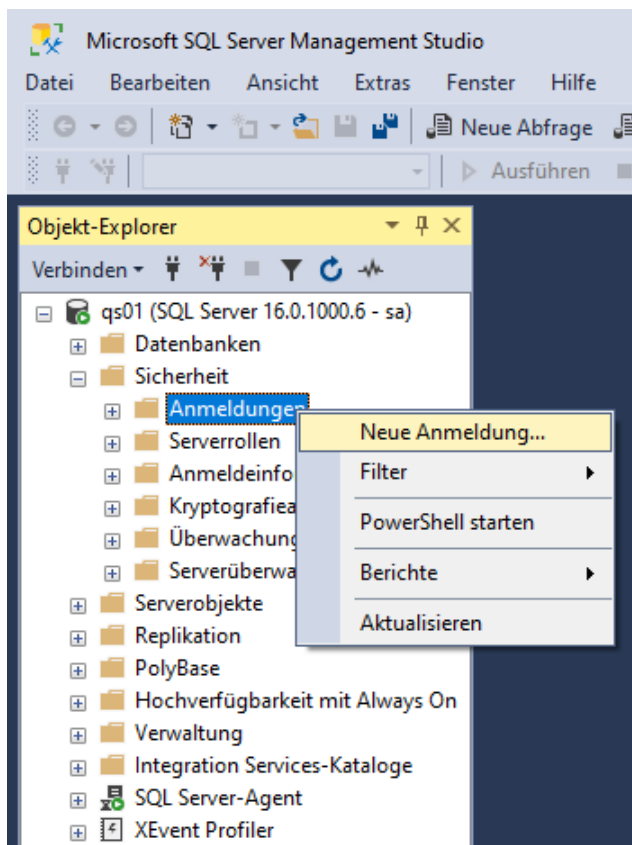 Microsoft SQL Server Management Studio
Datei Bearbeiten Ansicht Extras Fenster Hilfe
Neue Abfrage
Ausführen
Objekt-Explorer
Verbinden
qs01 (SQL Server 16.0.1000.6 - sa)
Datenbanken
Sicherheit
Anmeldungen
Neue Anmeldung...
Serverrollen
Filter
Anmeldeinfo
Kryptografiea
PowerShell starten
Überwachung
Serverüberwa
Berichte
Serverobjekte
Aktualisieren
Replikation
PolyBase
Hochverfügbarkeit mit Always On
Verwaltung
Integration Services-Kataloge
SQL Server-Agent
XEvent Profiler